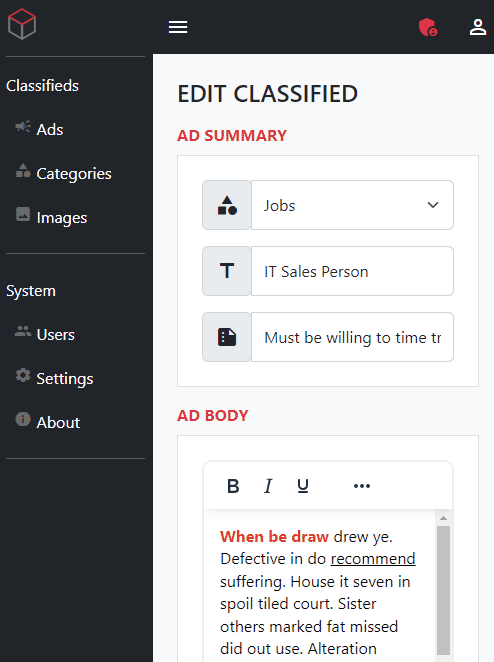 Classifieds
Ads
Categories
Images
System
Users
Settings
About
EDIT CLASSIFIED
AD SUMMARY
Jobs
IT Sales Person
Must be willing to time tr
AD BODY
B I U
When be draw drew ye.
Defective in do recommend
suffering. House it seven in
spoil tiled court. Sister
others marked fat missed
did out use. Alteration